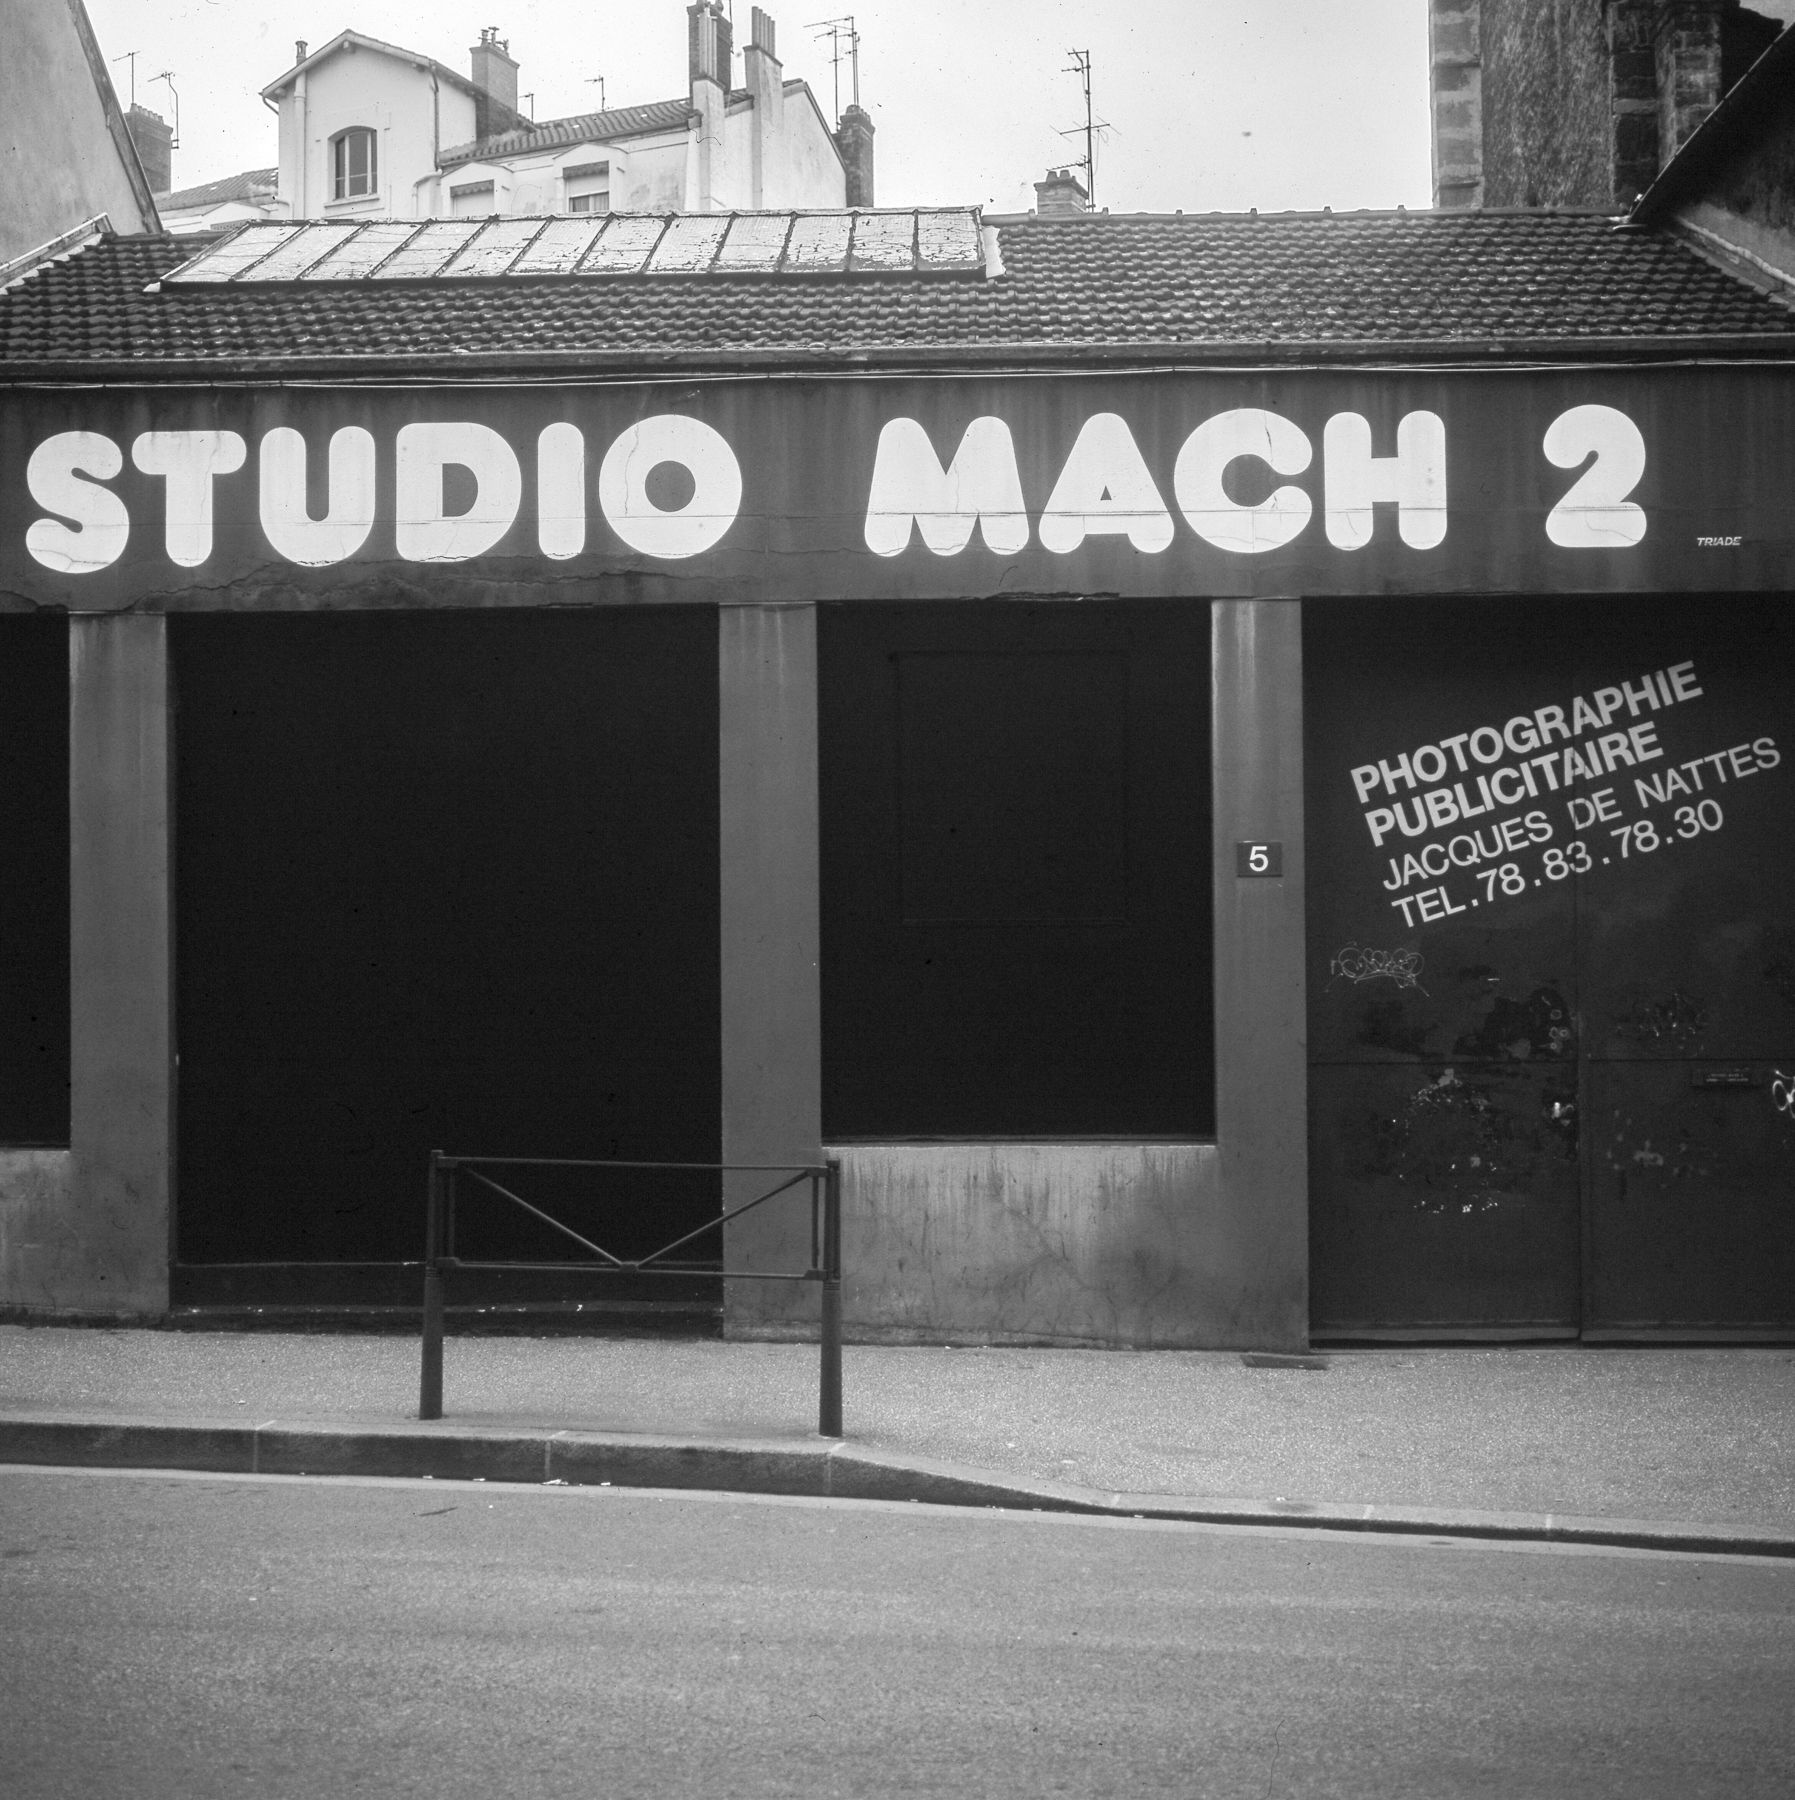 STUDIO MACH 2
TRIADE
PHOTOGRAPHIE
PUBLICITAIRE
JACQUES DE NATTES
TEL.78.83.78.30
5